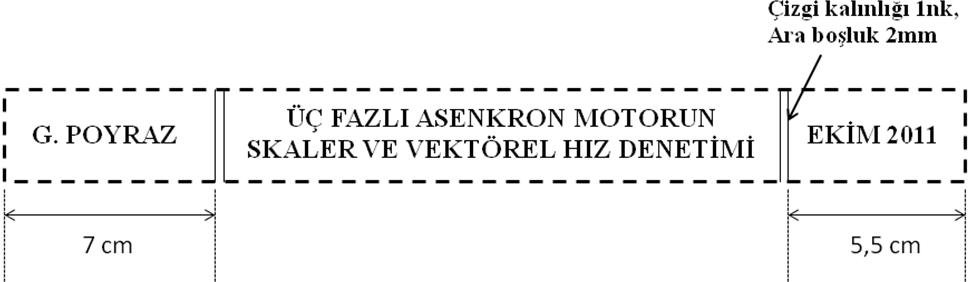 Çizgi kalınlığı 1nk,
Ara boşluk 2mm
G. POYRAZ
ÜÇ FAZLI ASENKRON MOTORUN
SKALER VE VEKTÖREL HIZ DENETİMİ
EKİM 2011
7 cm
5,5 cm